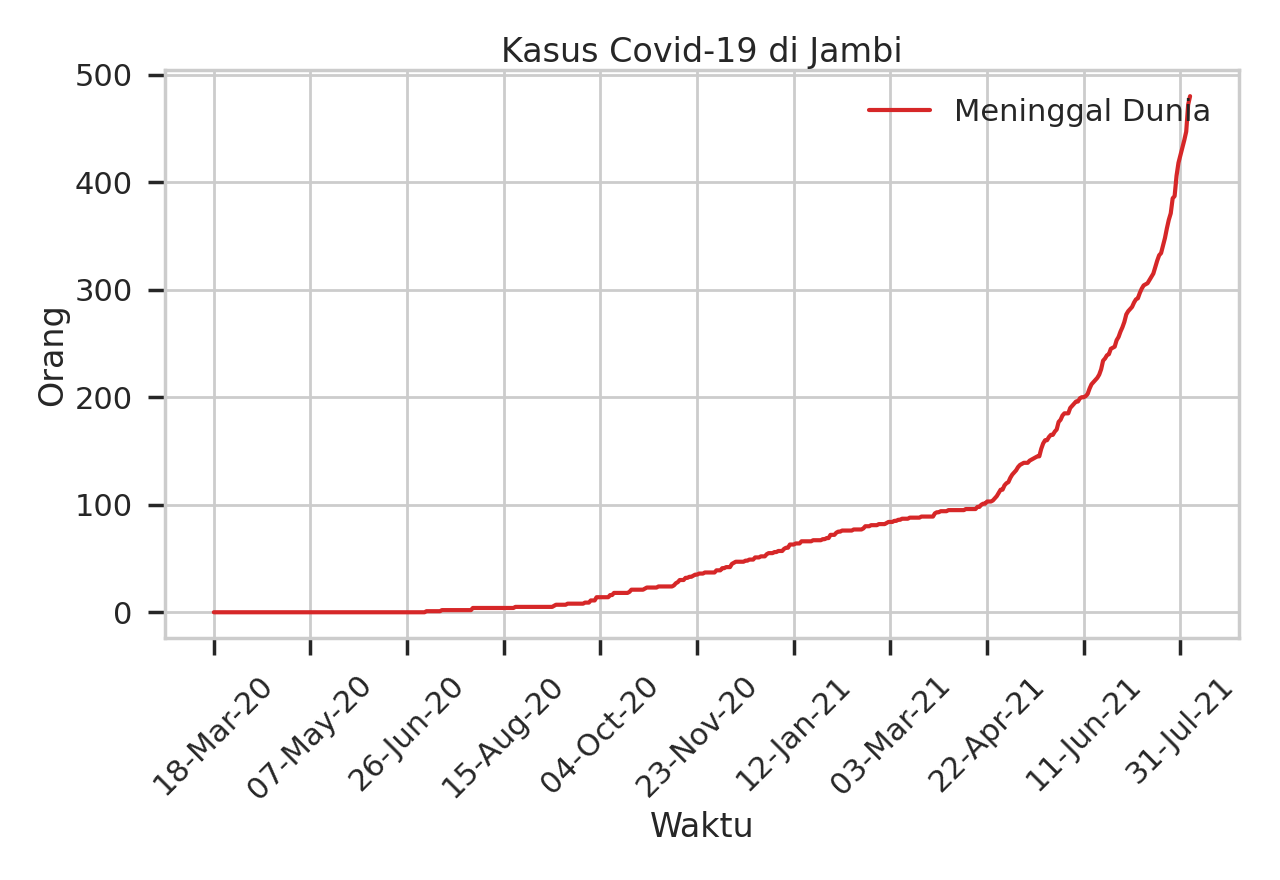 Kasus Covid-19 di Jambi
Meninggal Dunia
Orang
500
400
300
200
100
0
18-Mar-20
07-May-20
26-Jun-20
15-Aug-20
04-Oct-20
23-Nov-20
12-Jan-21
03-Mar-21
22-Apr-21
11-Jun-21
31-Jul-21
Waktu